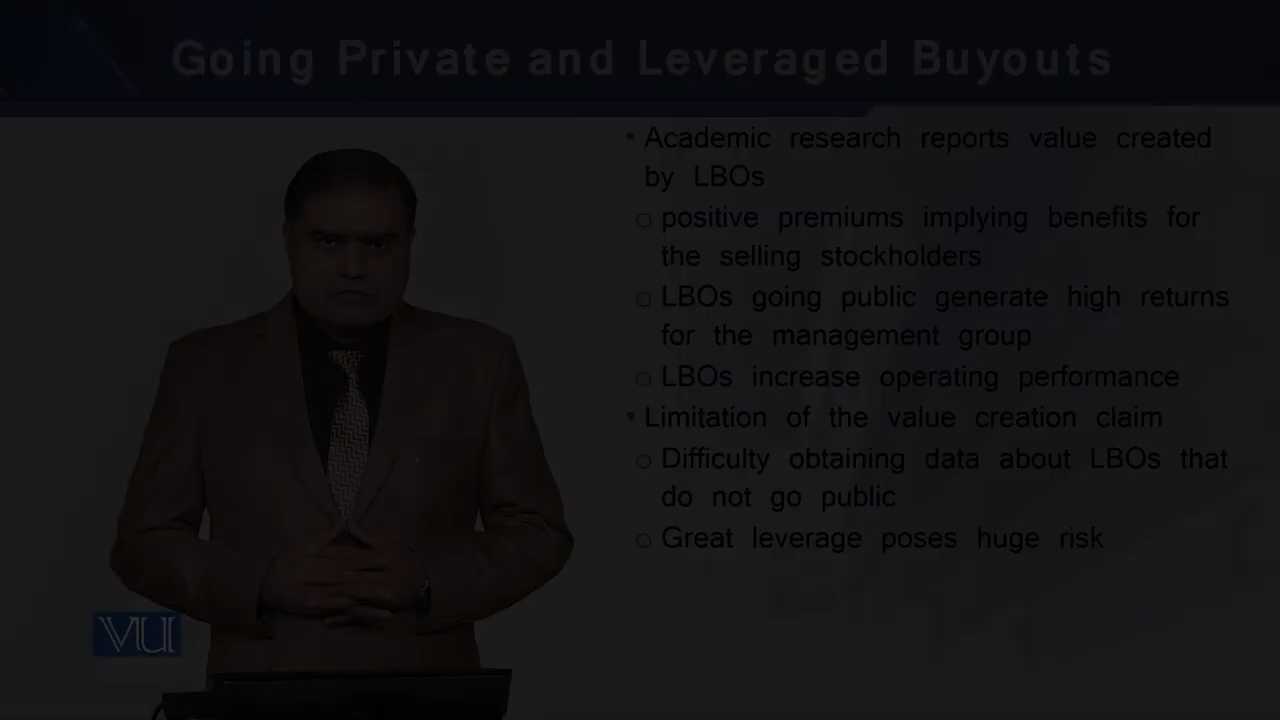 Going Private and Leveraged Buyouts
• Academic research reports value created
by LBOs
o positive premiums implying benefits for
the selling stockholders
o LBOs going public generate high returns
for the management group
o LBOs increase operating performance
• Limitation of the value creation claim
o Difficulty obtaining data about LBOs that
do not go public
o Great leverage poses huge risk
VU